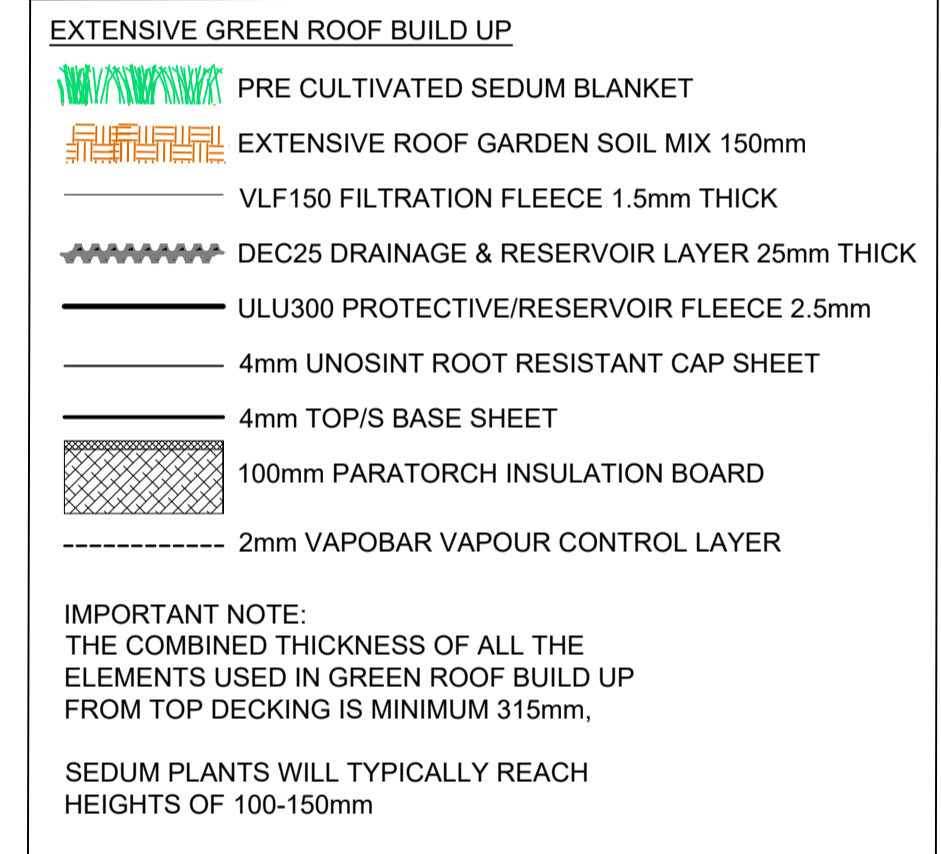 EXTENSIVE GREEN ROOF BUILD UP
PRE CULTIVATED SEDUM BLANKET
EXTENSIVE ROOF GARDEN SOIL MIX 150mm
VLF150 FILTRATION FLEECE 1.5mm THICK
DEC25 DRAINAGE & RESERVOIR LAYER 25mm THICK
ULU300 PROTECTIVE/RESERVOIR FLEECE 2.5mm
4mm UNOSINT ROOT RESISTANT CAP SHEET
4mm TOP/S BASE SHEET
100mm PARATORCH INSULATION BOARD
2mm VAPOBAR VAPOUR CONTROL LAYER
IMPORTANT NOTE:
THE COMBINED THICKNESS OF ALL THE
ELEMENTS USED IN GREEN ROOF BUILD UP
FROM TOP DECKING IS MINIMUM 315mm,
SEDUM PLANTS WILL TYPICALLY REACH
HEIGHTS OF 100-150mm